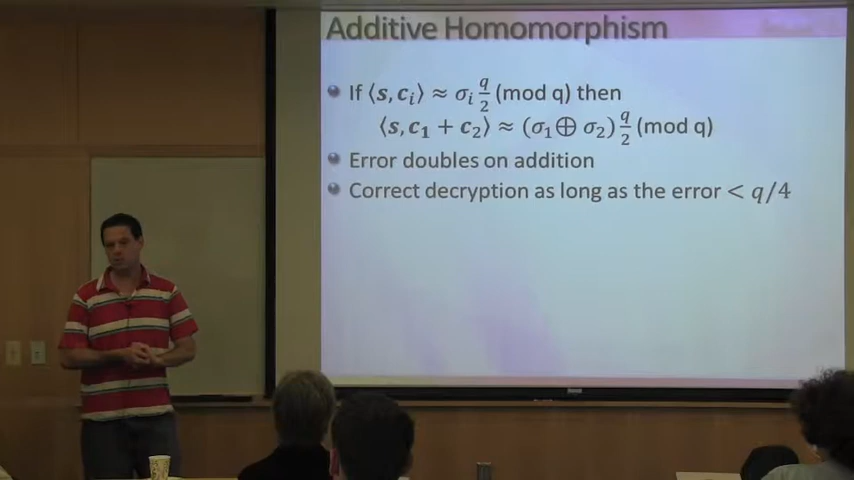 Additive Homomorphism
If ⟨s, cᵢ⟩ ≈ σᵢ q/2 (mod q) then
⟨s, c₁ + c₂⟩ ≈ (σ₁ ⊕ σ₂) q/2 (mod q)
Error doubles on addition
Correct decryption as long as the error < q/4